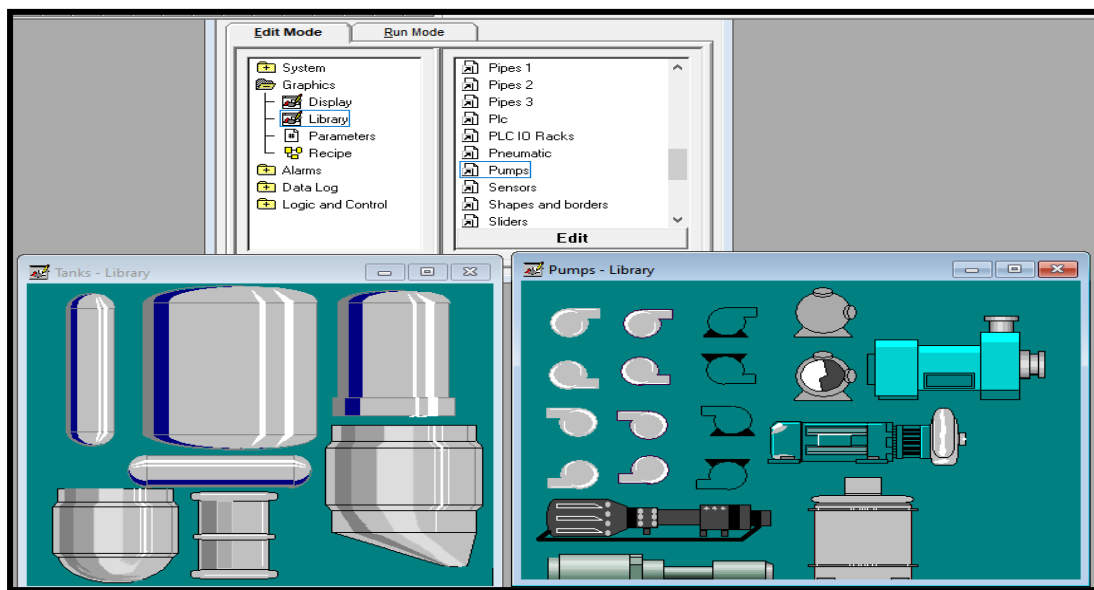 Edit Mode
Run Mode
System
Graphics
Display
Library
Parameters
Recipe
Alarms
Data Log
Logic and Control
Pipes 1
Pipes 2
Pipes 3
Plc
PLC IO Racks
Pneumatic
Pumps
Sensors
Shapes and borders
Sliders
Edit
Tanks - Library
Pumps - Library